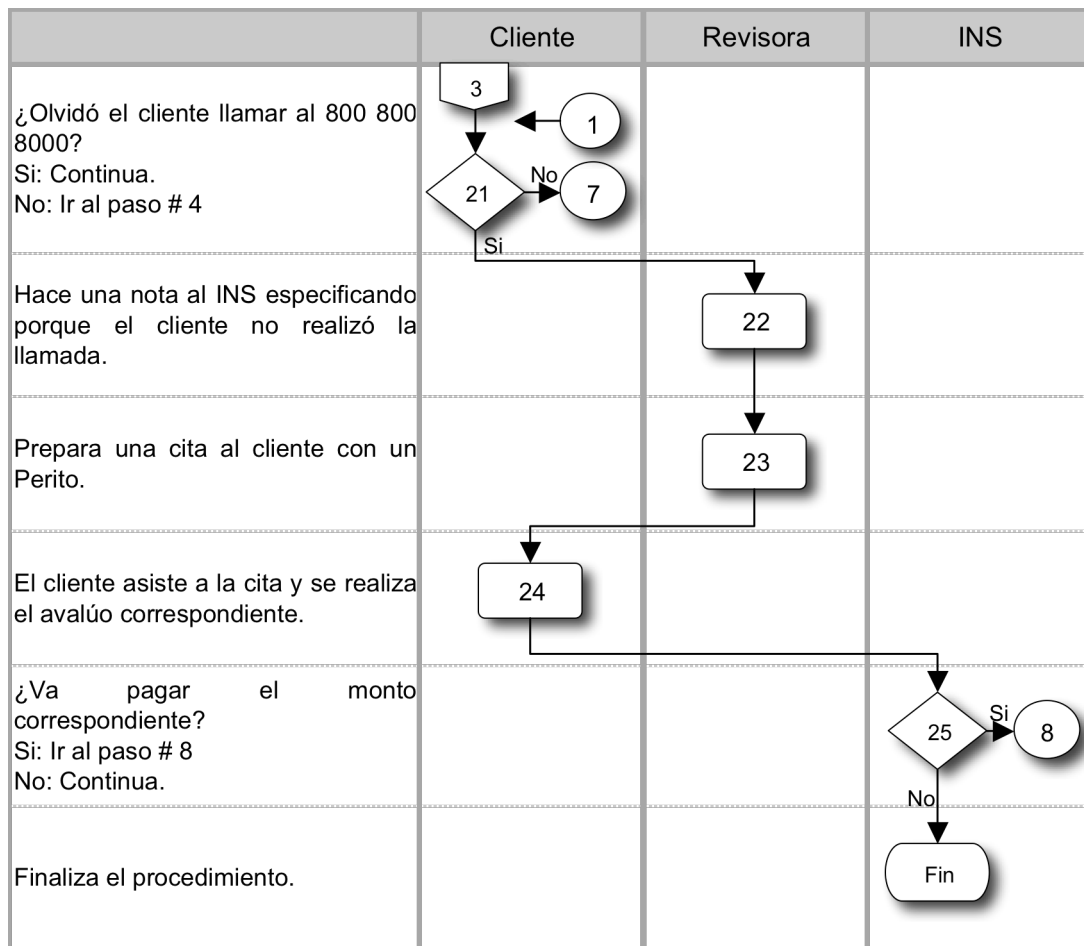 Cliente
Revisora
INS
¿Olvidó el cliente llamar al 800 800
8000?
Si: Continua.
No: Ir al paso # 4
3
1
21
No
7
Si
Hace una nota al INS especificando
porque el cliente no realizó la
llamada.
22
Prepara una cita al cliente con un
Perito.
23
El cliente asiste a la cita y se realiza
el avalúo correspondiente.
24
¿Va pagar el monto
correspondiente?
Si: Ir al paso # 8
No: Continua.
25
Si
8
No
Finaliza el procedimiento.
Fin